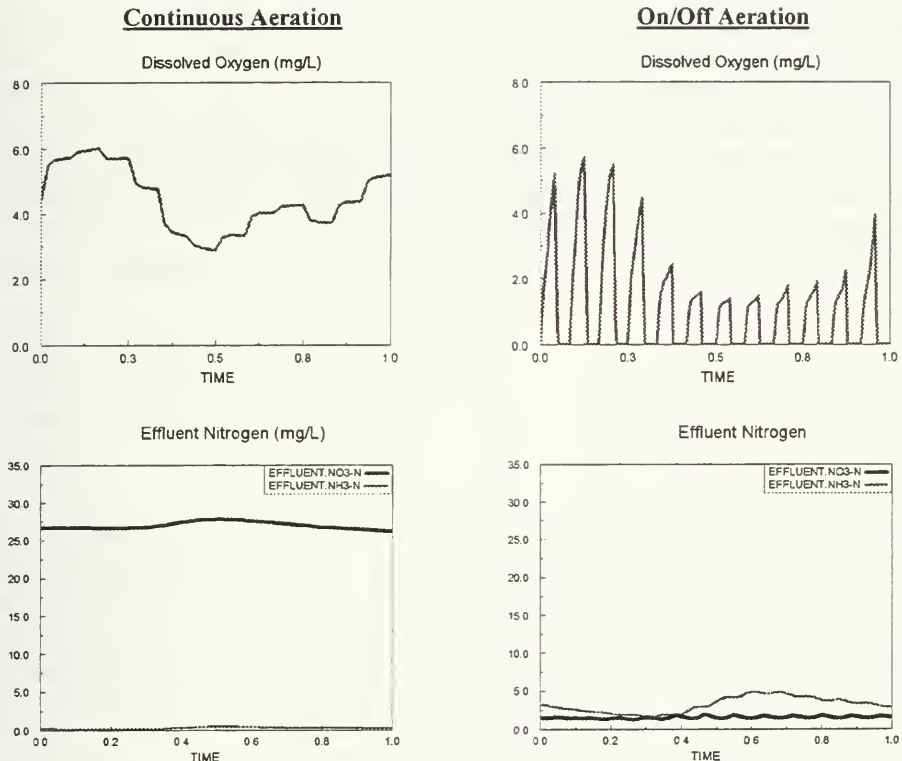 Continuous Aeration
On/Off Aeration
Dissolved Oxygen (mg/L)
8.0
6.0
4.0
2.0
0.0
0.0 0.3 0.5 0.8 1.0
TIME
Dissolved Oxygen (mg/L)
8.0
6.0
4.0
2.0
0.0
0.0 0.3 0.5 0.8 1.0
TIME
Effluent Nitrogen (mg/L)
35.0
30.0
25.0
20.0
15.0
10.0
5.0
0.0
EFFLUENT.NO3-N
EFFLUENT.NH3-N
0.0 0.2 0.4 0.6 0.8 1.0
TIME
Effluent Nitrogen
35.0
30.0
25.0
20.0
15.0
10.0
5.0
0.0
EFFLUENT.NO3-N
EFFLUENT.NH3-N
0.0 0.2 0.4 0.6 0.8 1.0
TIME